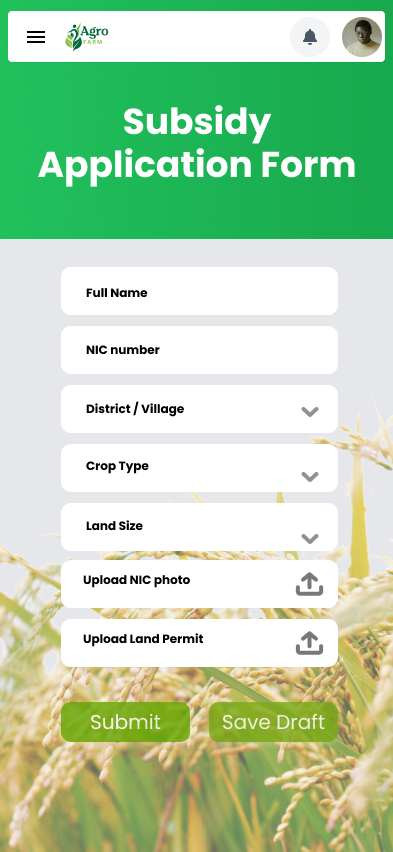 Agro
FARM
Subsidy
Application Form
Full Name
NIC number
District / Village
Crop Type
Land Size
Upload NIC photo
Upload Land Permit
Submit
Save Draft